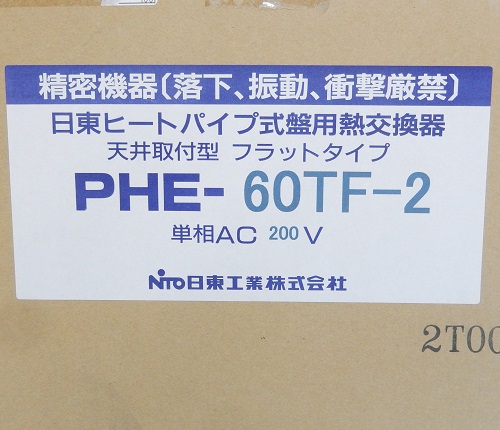 精密機器〔落下、振動、衝撃厳禁〕
日東ヒートパイプ式盤用熱交換器
天井取付型 フラットタイプ
PHE- 60TF-2
単相AC 200 V
NITO日東工業株式会社
2T00